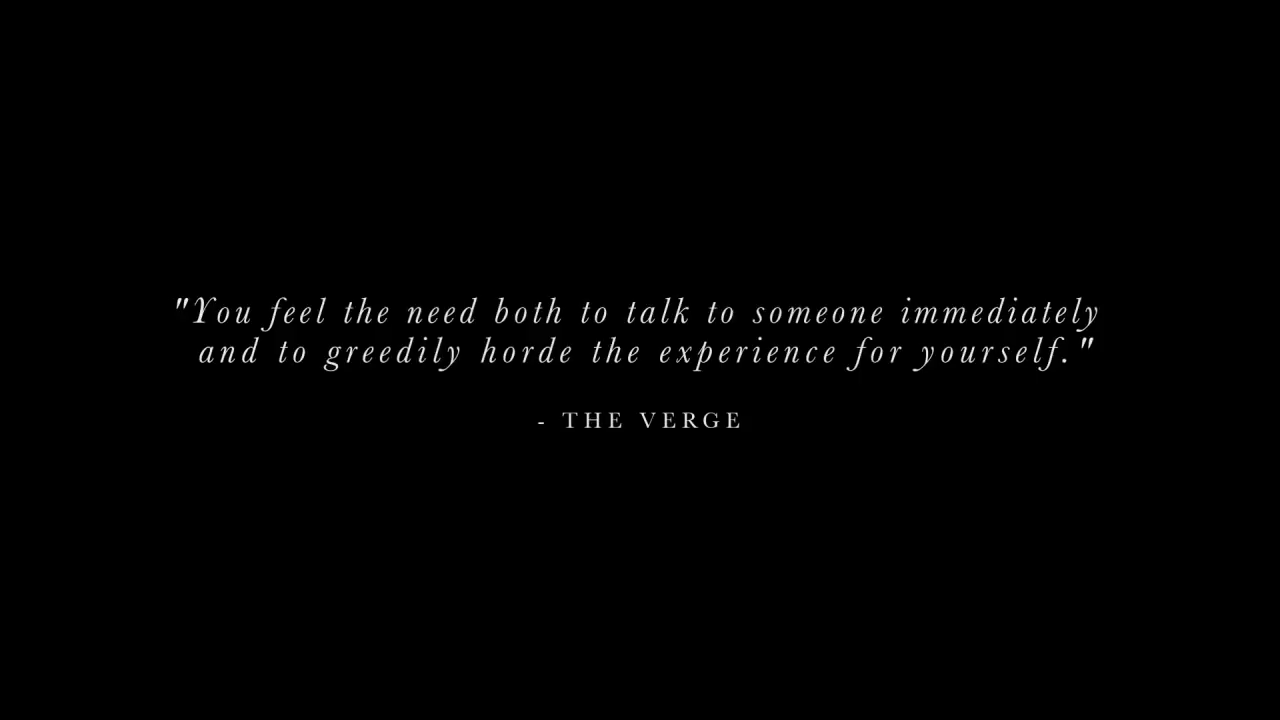 "You feel the need both to talk to someone immediately
and to greedily horde the experience for yourself."
- THE VERGE